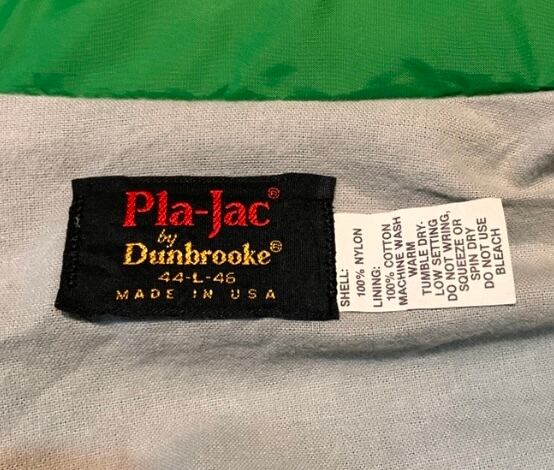 Pla-Jac®
by
Dunbrooke®
44-L-46
MADE IN USA
SHELL:
100% NYLON
LINING:
100% COTTON
MACHINE WASH
WARM
TUMBLE DRY-
LOW SETTING
DO NOT WRING,
SQUEEZE OR
SPIN DRY
DO NOT USE
BLEACH